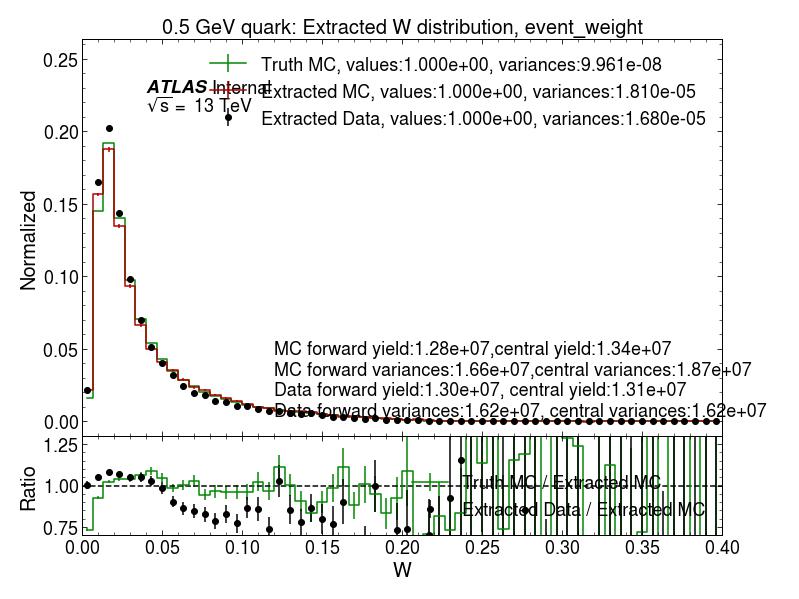 0.5 GeV quark: Extracted W distribution, event_weight
Truth MC, values:1.000e+00, variances:9.961e-08
ATLAS Internal
Extracted MC, values:1.000e+00, variances:1.810e-05
√s = 13 TeV
Extracted Data, values:1.000e+00, variances:1.680e-05
Normalized
0.25
0.20
0.15
0.10
0.05
0.00
MC forward yield:1.28e+07,central yield:1.34e+07
MC forward variances:1.66e+07,central variances:1.87e+07
Data forward yield:1.30e+07, central yield:1.31e+07
Data forward variances:1.62e+07, central variances:1.62e+07
Ratio
1.25
1.00
0.75
Truth MC / Extracted MC
Extracted Data / Extracted MC
0.00 0.05 0.10 0.15 0.20 0.25 0.30 0.35 0.40
W